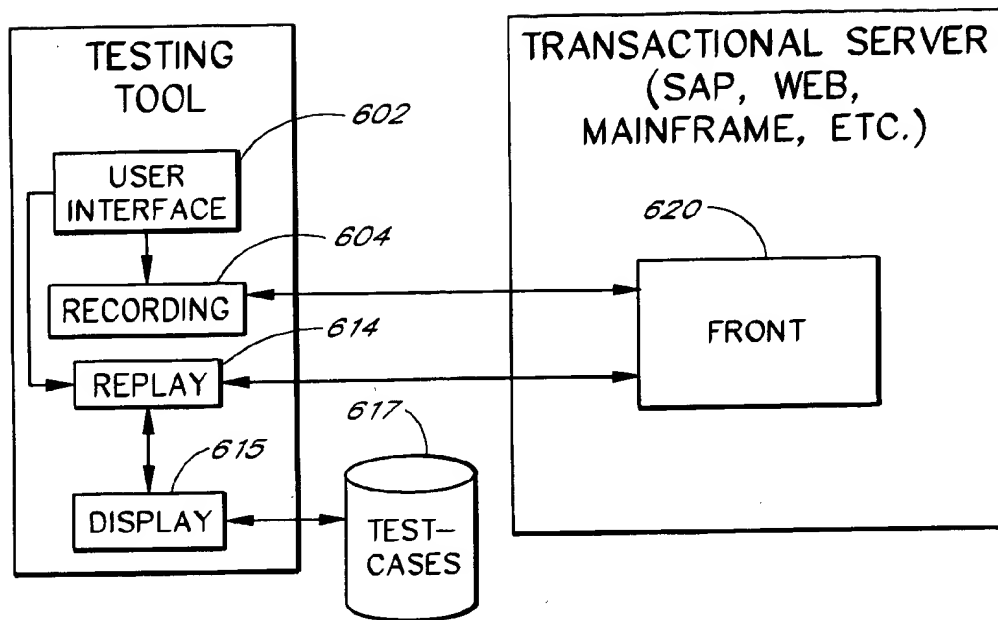 TESTING
TOOL
602
USER
INTERFACE
604
RECORDING
614
REPLAY
615
DISPLAY
617
TEST-
CASES
TRANSACTIONAL SERVER
(SAP, WEB,
MAINFRAME, ETC.)
620
FRONT